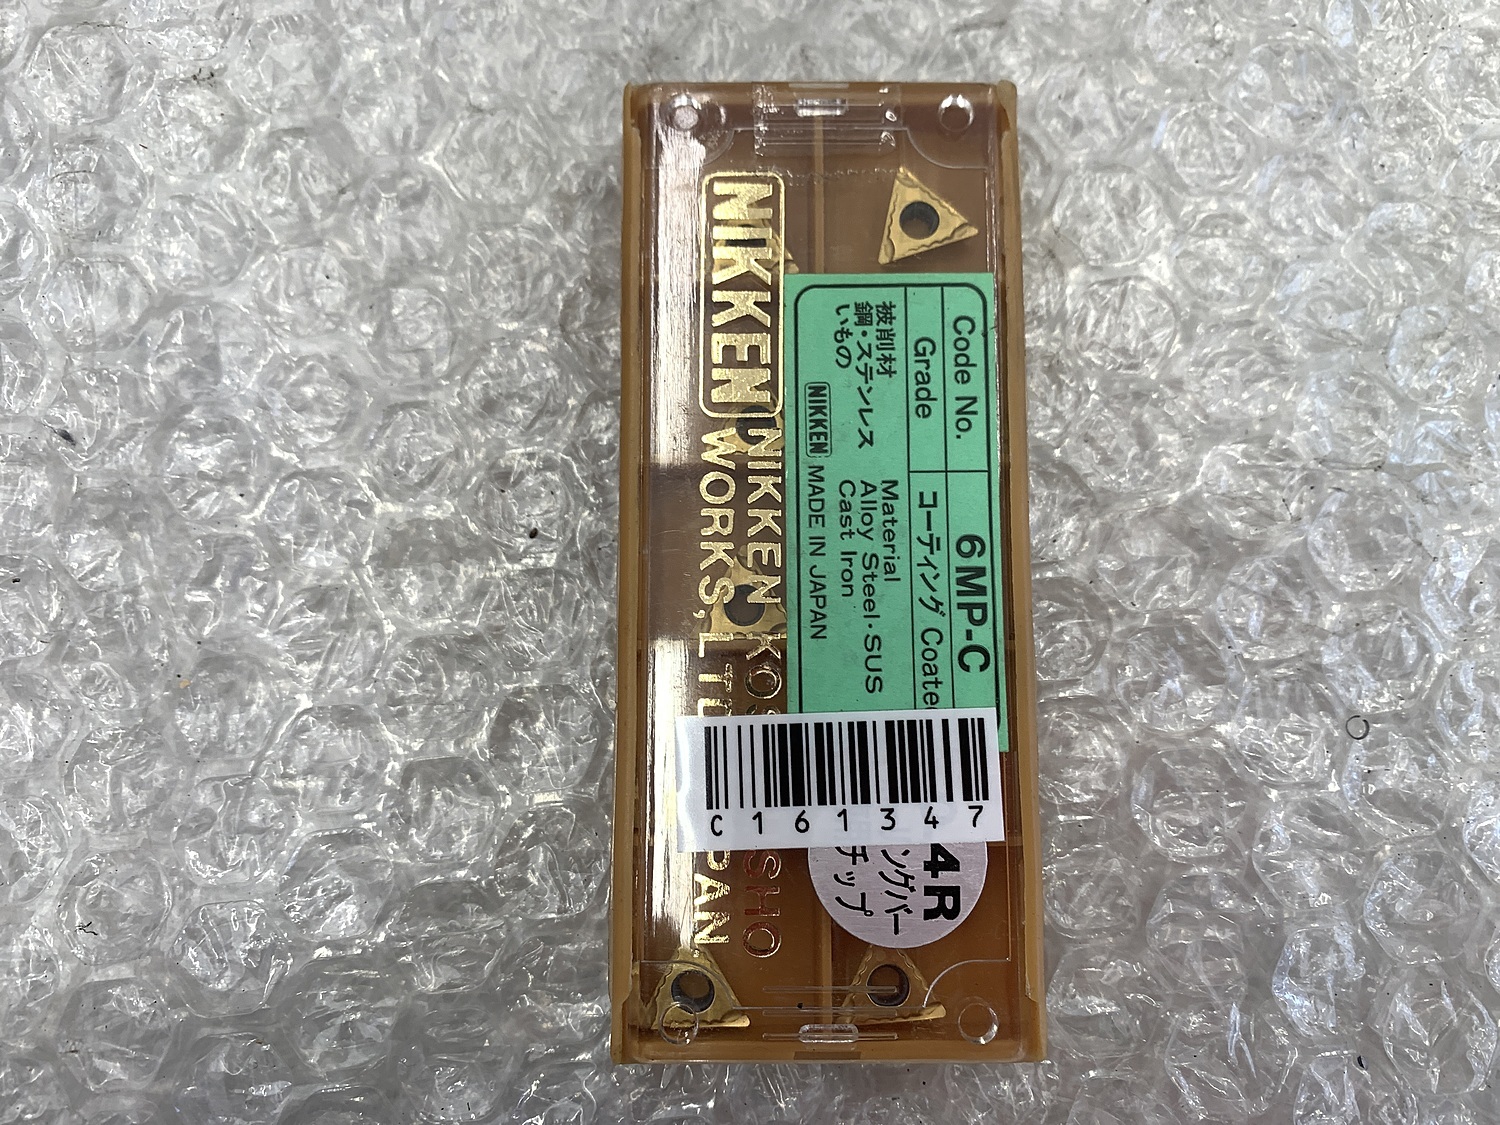 NIKKEN
NIKKEN KOSHO
WORKS, LTD.
Code No. 6MP-C
Grade コーティング Coate
被削材 Material
鋼・ステンレス Alloy Steel・SUS
いもの Cast Iron
NIKKEN MADE IN JAPAN
C161347
4R
ングバー
チップ